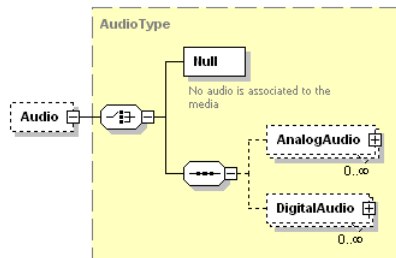 AudioType
Null
No audio is associated to the
media
Audio
AnalogAudio
0..∞
DigitalAudio
0..∞